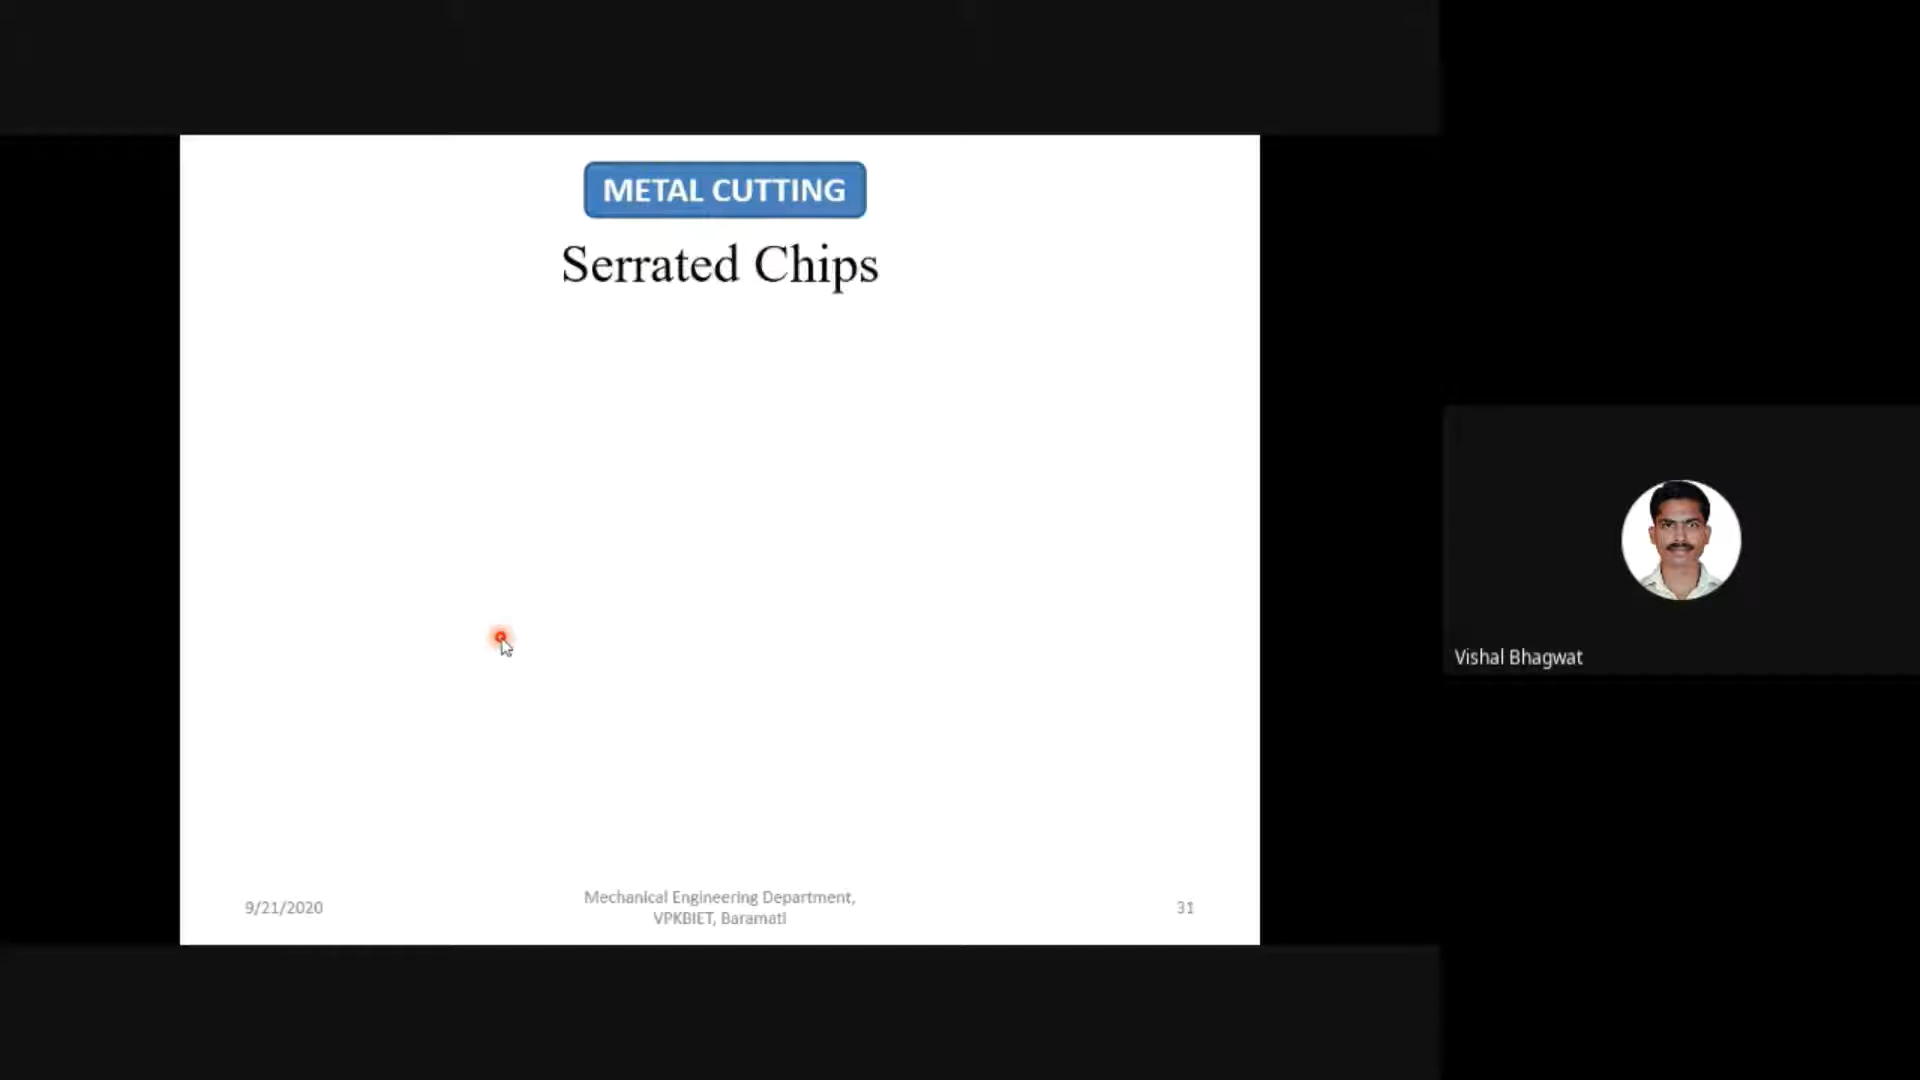 METAL CUTTING
Serrated Chips
Vishal Bhagwat
9/21/2020
Mechanical Engineering Department,
VPKBIET, Baramati
31